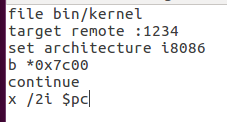 file bin/kernel
target remote :1234
set architecture i8086
b *0x7c00
continue
x /2i $pc